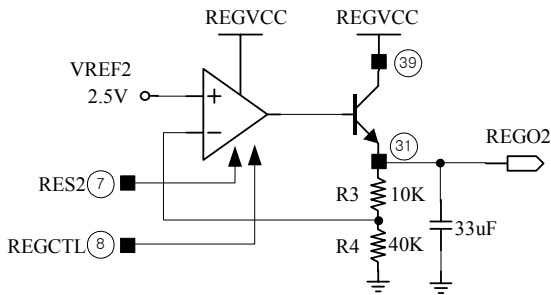 REGVCC
REGVCC
39
VREF2
2.5V
+
−
31
REGO2
RES2 7
R3 10K
REGCTL 8
R4 40K
33uF